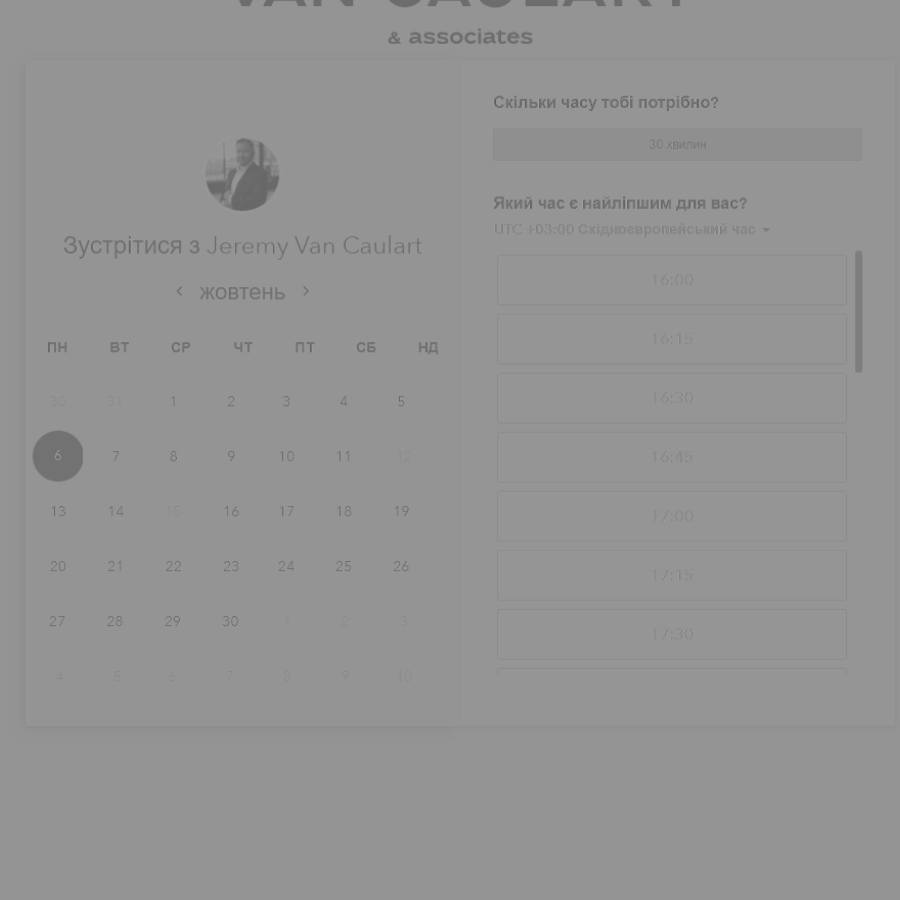 VAN CAULART
& associates
Зустрітися з Jeremy Van Caulart
жовтень
ПН ВТ СР ЧТ ПТ СБ НД
30 31 1 2 3 4 5
6 7 8 9 10 11 12
13 14 15 16 17 18 19
20 21 22 23 24 25 26
27 28 29 30 1 2 3
4 5 6 7 8 9 10
Скільки часу тобі потрібно?
30 хвилин
Який час є найліпшим для вас?
UTC +03:00 Східноєвропейський час
16:00
16:15
16:30
16:45
17:00
17:15
17:30